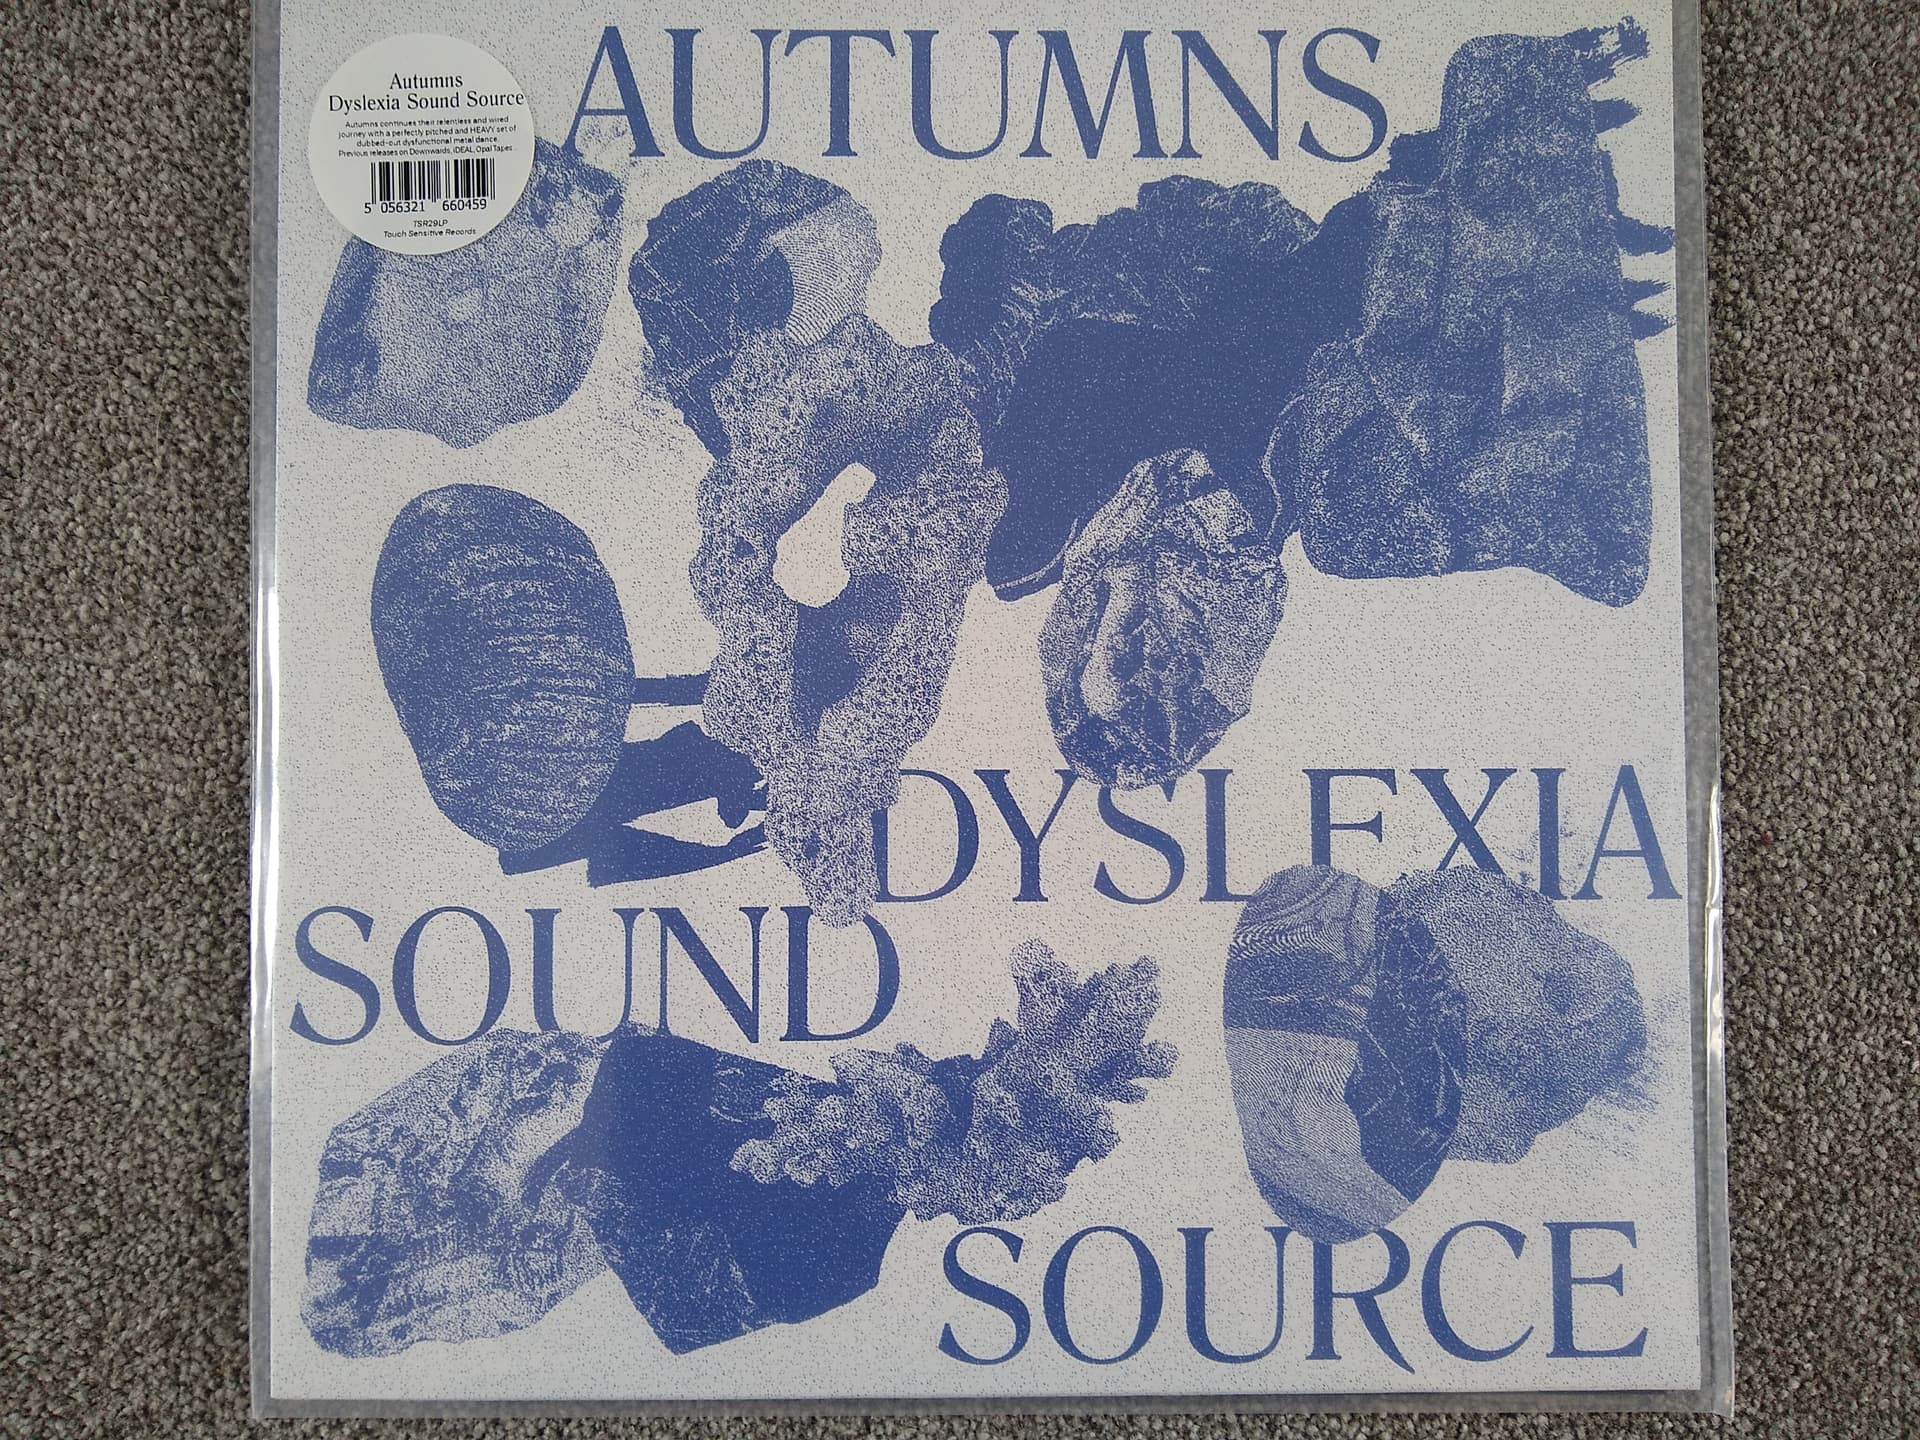 AUTUMNS
Autumns
Dyslexia Sound Source
Autumns continues their relentless and wired
journey with a perfectly pitched and HEAVY set of
dubbed-out dysfunctional metal dance.
Previous releases on Downwards, iDEAL, Opal Tapes...
5 056321 660459
TSR29LP
Touch Sensitive Records
DYSLEXIA
SOUND
SOURCE